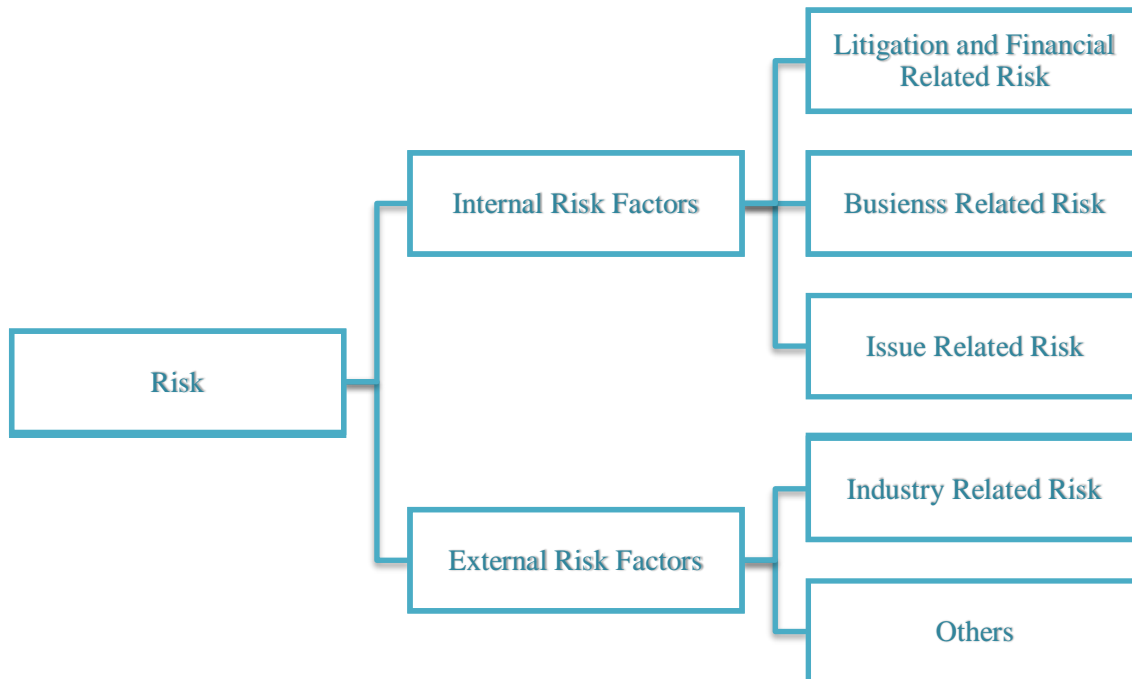 Risk
Internal Risk Factors
Litigation and Financial
Related Risk
Busienss Related Risk
Issue Related Risk
External Risk Factors
Industry Related Risk
Others